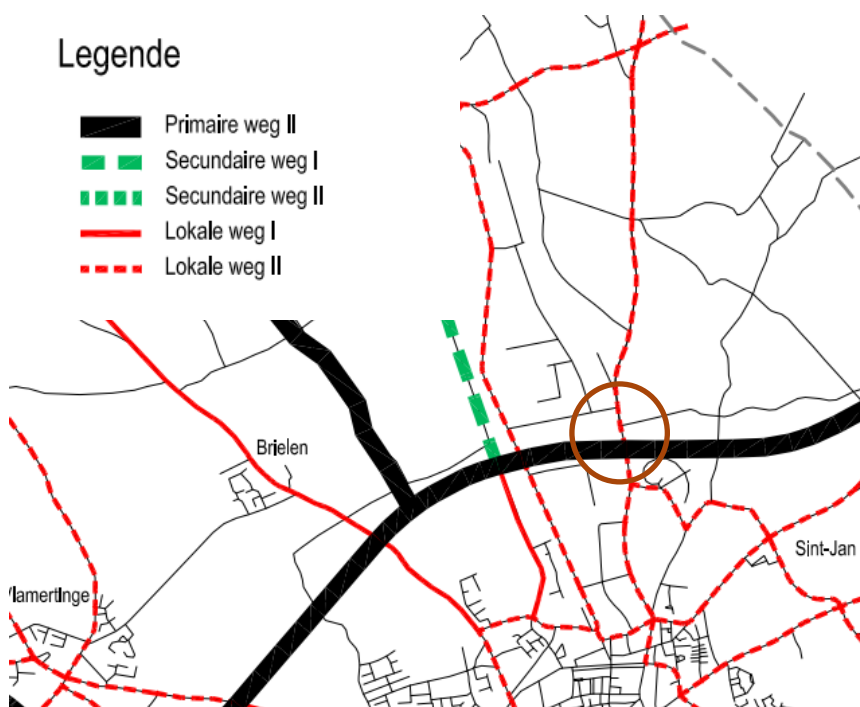 Legende
Primaire weg II
Secundaire weg I
Secundaire weg II
Lokale weg I
Lokale weg II
Brielen
Sint-Jan
Vlamertinge